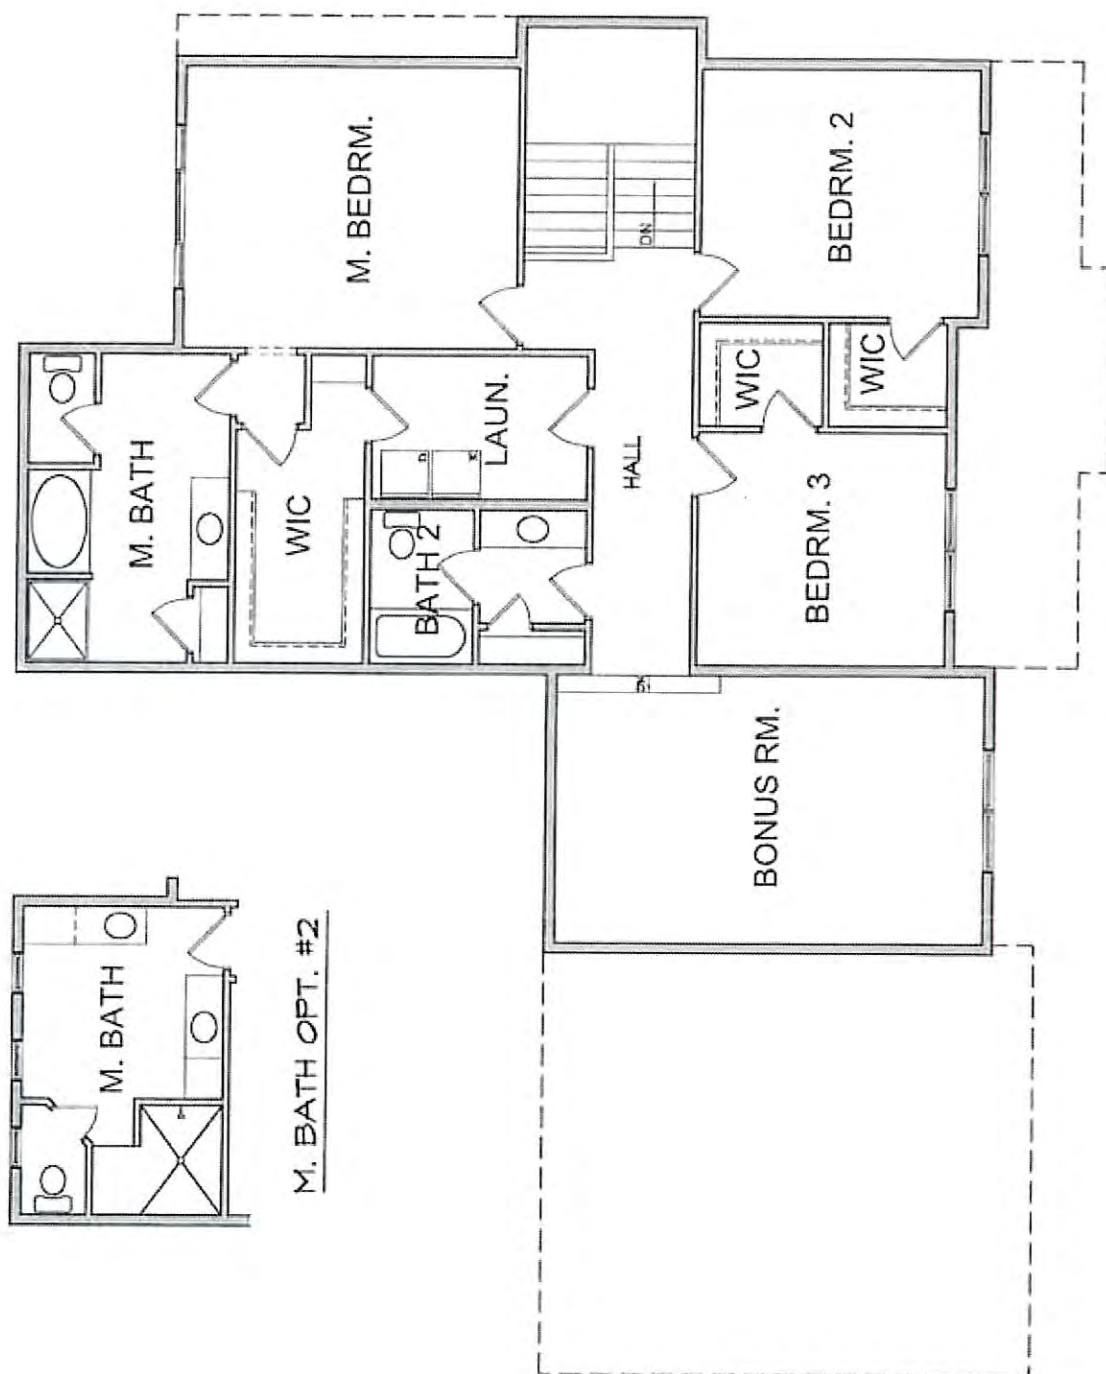 M. BATH
M. BATH
M. BATH OPT. #2
WIC
M. BEDRM.
BATH 2
D
LAUN.
HALL
DN
WIC
BONUS RM.
BEDRM. 3
BEDRM. 2
WIC